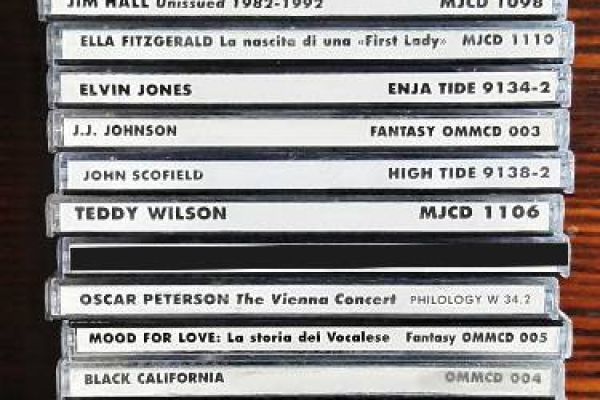 JIM HALL Unissued 1982-1992 MJCD 1098
ELLA FITZGERALD La nascita di una «First Lady» MJCD 1110
ELVIN JONES ENJA TIDE 9134-2
J.J. JOHNSON FANTASY OMMCD 003
JOHN SCOFIELD HIGH TIDE 9138-2
TEDDY WILSON MJCD 1106
OSCAR PETERSON The Vienna Concert PHILOLOGY W 34.2
MOOD FOR LOVE: La storia del Vocalese Fantasy OMMCD 005
BLACK CALIFORNIA OMMCD 004